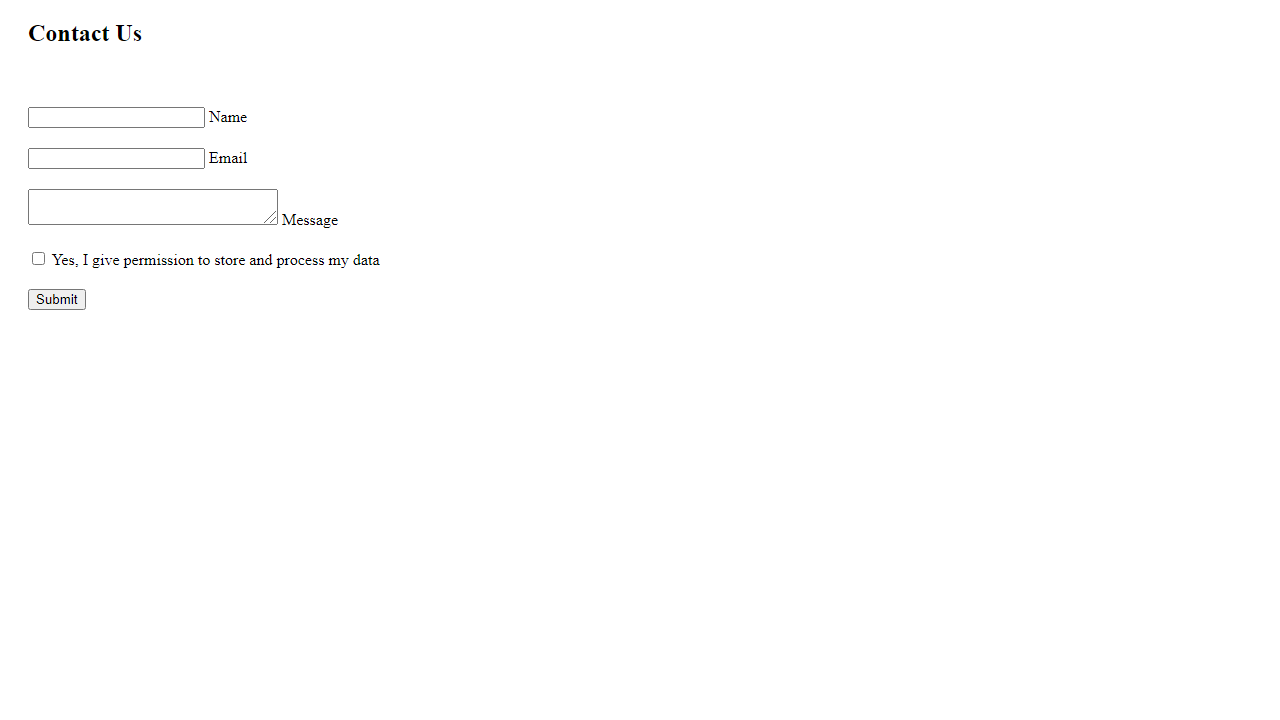 Contact Us
Name
Email
Message
Yes, I give permission to store and process my data
Submit